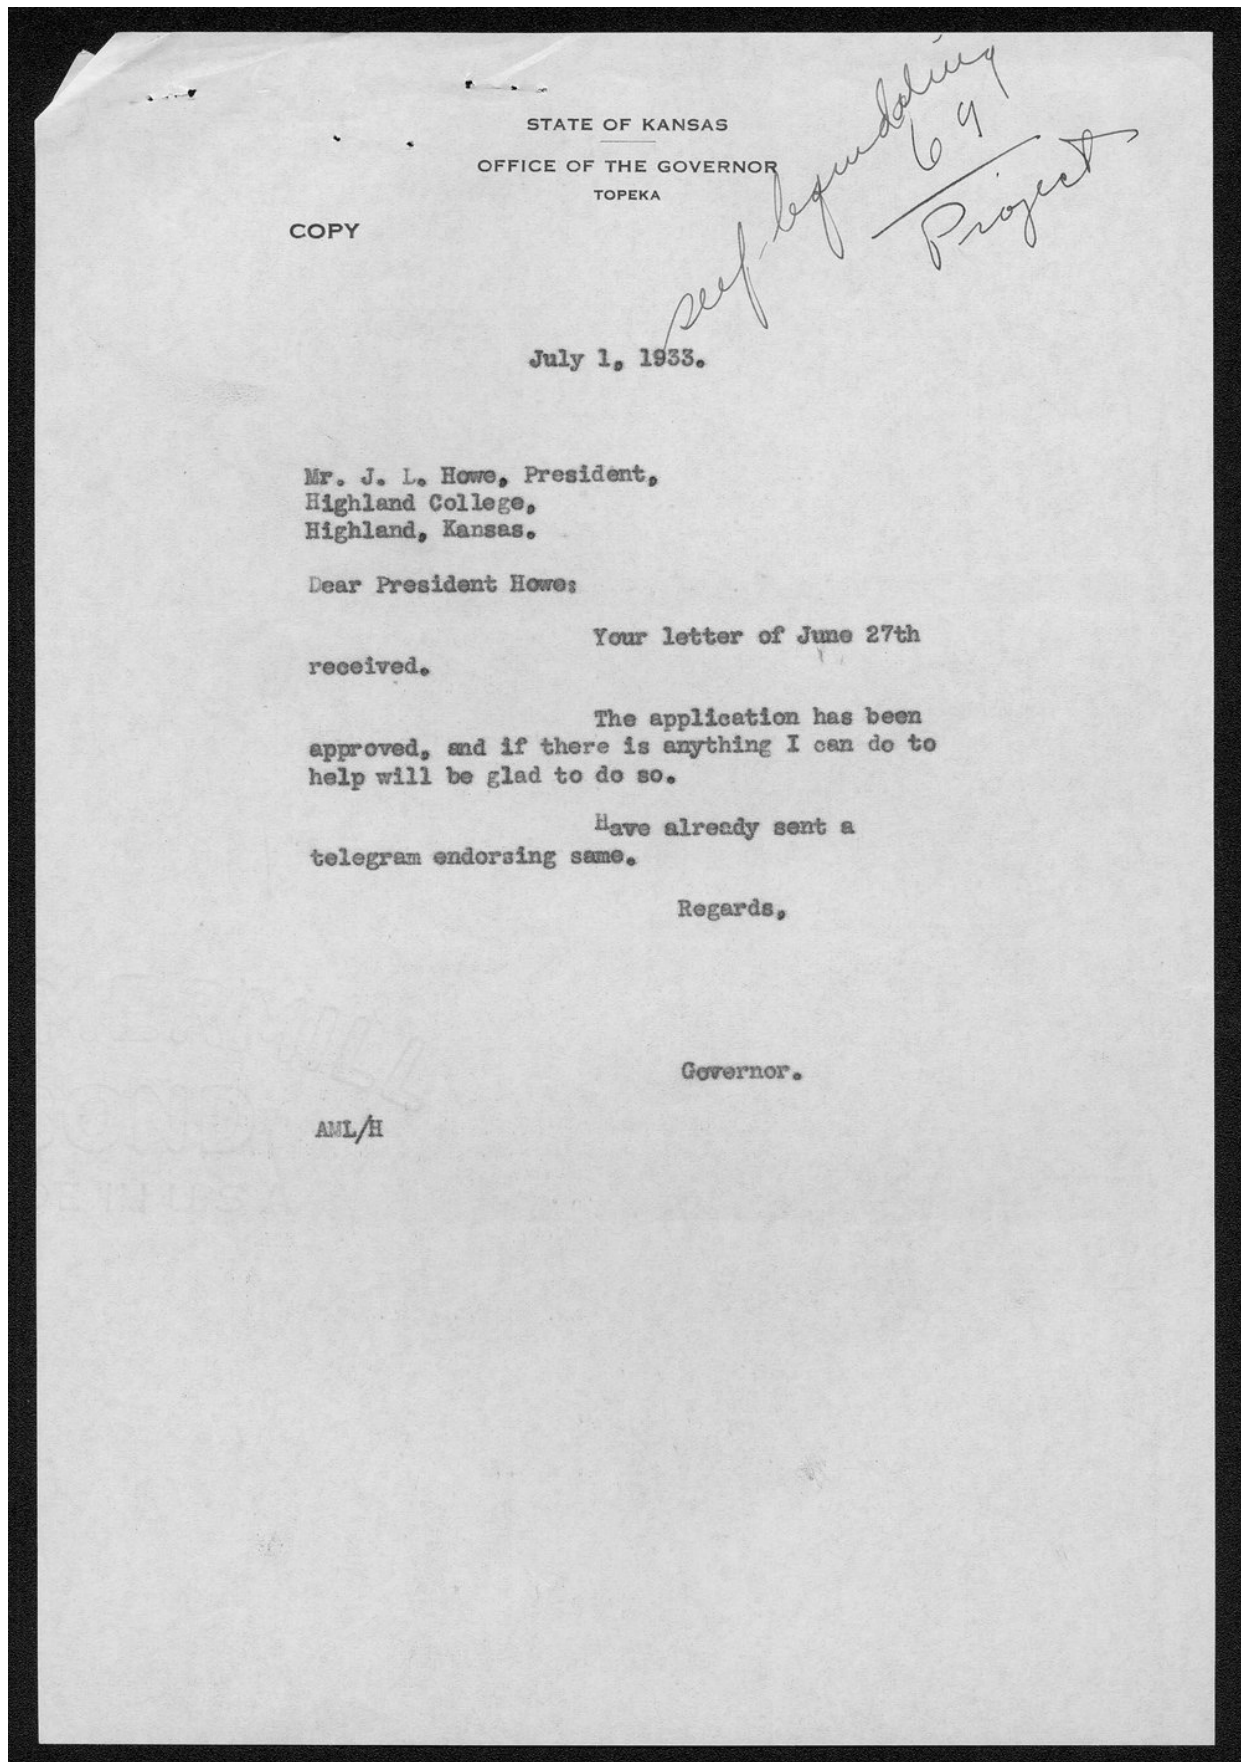 STATE OF KANSAS
OFFICE OF THE GOVERNOR
TOPEKA
COPY
69
Project
July 1, 1933.
Mr. J. L. Howe, President,
Highland College,
Highland, Kansas.
Dear President Howe:
Your letter of June 27th
received.
The application has been
approved, and if there is anything I can do to
help will be glad to do so.
Have already sent a
telegram endorsing same.
Regards,
Governor.
AML/H